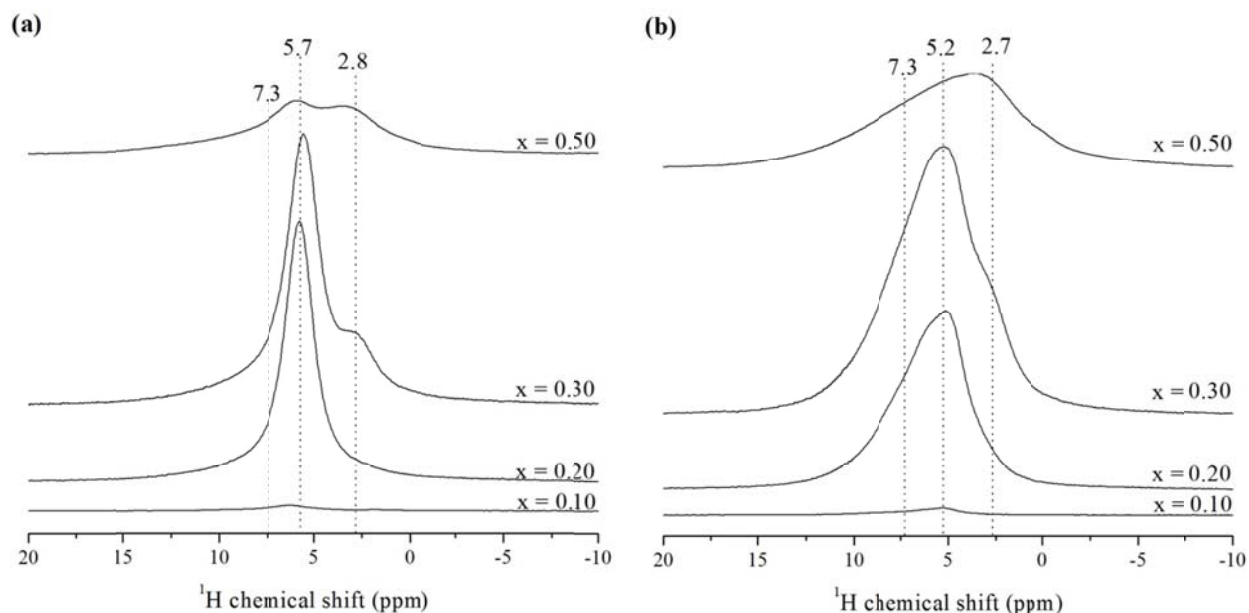 (a)
5.7
2.8
7.3
x = 0.50
x = 0.30
x = 0.20
x = 0.10
20 15 10 5 0 -5 -10
¹H chemical shift (ppm)
(b)
5.2
2.7
7.3
x = 0.50
x = 0.30
x = 0.20
x = 0.10
20 15 10 5 0 -5 -10
¹H chemical shift (ppm)